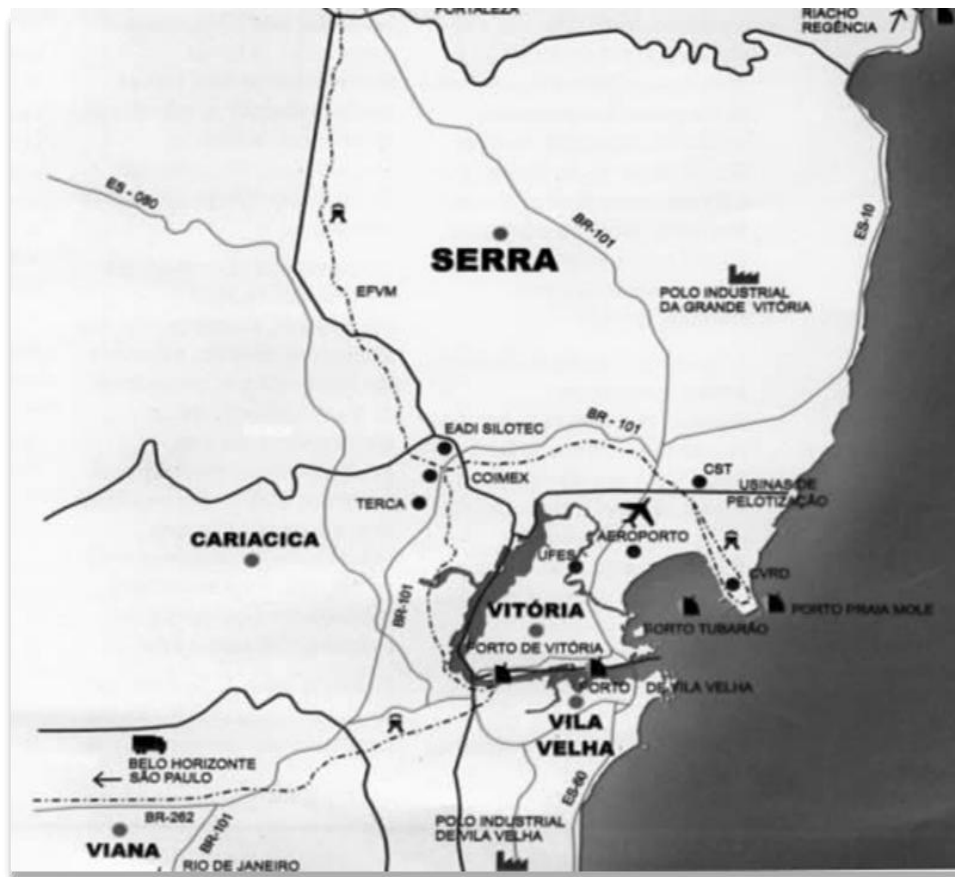 FORTALEZA
RIACHO
REGÊNCIA
ES - 080
BR-101
ES-10
SERRA
EFVM
POLO INDUSTRIAL
DA GRANDE VITÓRIA
BR - 101
EADI SILOTEC
COIMEX
CST
USINAS DE
PELOTIZAÇÃO
TERCA
AEROPORTO
CARIACICA
UFES
CVRD
BR-101
VITÓRIA
PORTO PRAIA MOLE
PORTO TUBARÃO
PORTO DE VITÓRIA
PORTO DE VILA VELHA
VILA
VELHA
BELO HORIZONTE
SÃO PAULO
ES-60
BR-262
BR-101
POLO INDUSTRIAL
DE VILA VELHA
VIANA
RIO DE JANEIRO